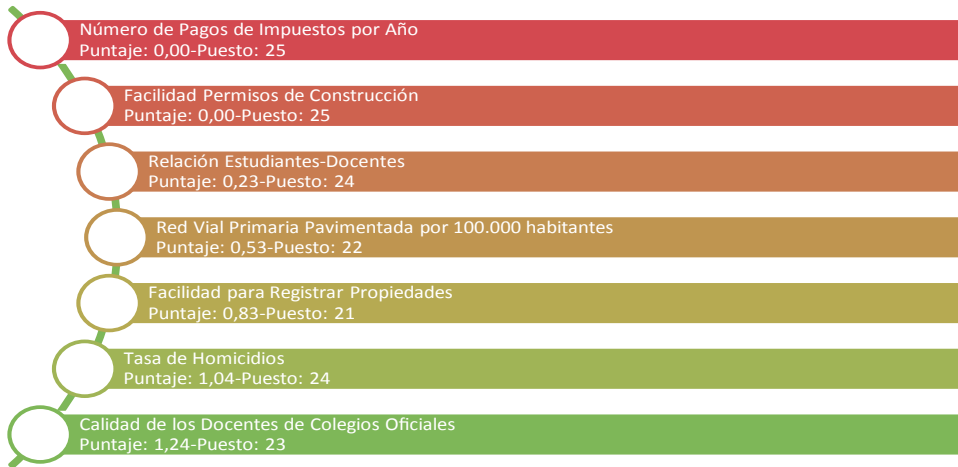 Número de Pagos de Impuestos por Año
Puntaje: 0,00-Puesto: 25
Facilidad Permisos de Construcción
Puntaje: 0,00-Puesto: 25
Relación Estudiantes-Docentes
Puntaje: 0,23-Puesto: 24
Red Vial Primaria Pavimentada por 100.000 habitantes
Puntaje: 0,53-Puesto: 22
Facilidad para Registrar Propiedades
Puntaje: 0,83-Puesto: 21
Tasa de Homicidios
Puntaje: 1,04-Puesto: 24
Calidad de los Docentes de Colegios Oficiales
Puntaje: 1,24-Puesto: 23